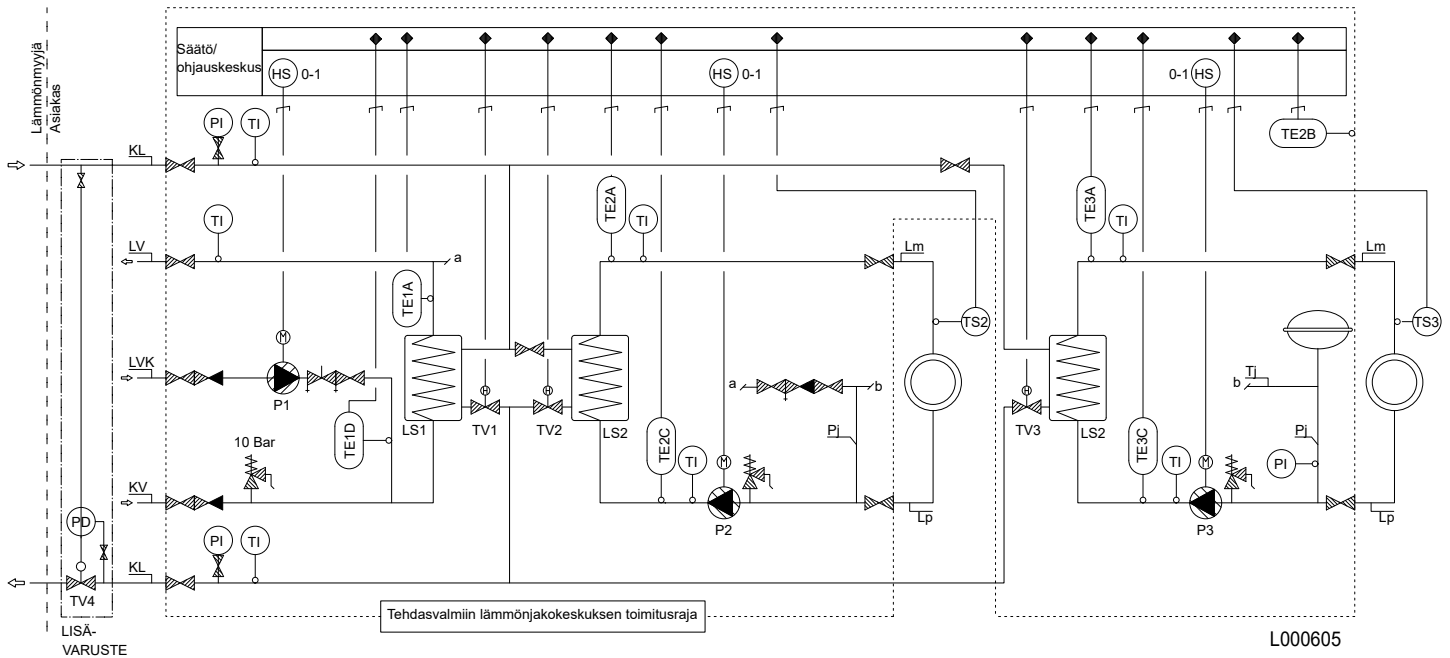 Säätö/
ohjauskeskus
HS 0-1
HS 0-1
0-1 HS
Lämmönmyyjä
Asiakas
PI
TI
TE2B
KL
TE2A
TI
TE3A
TI
TI
LV
a
Lm
Lm
TE1A
TS2
TS3
M
LVK
P1
a
b
Tj
b
H
H
H
LS1
TV1
TV2
LS2
TV3
LS2
TE1D
10 Bar
TE2C
TI
M
Pj
TE3C
TI
M
Pj
PI
KV
P2
Lp
P3
Lp
PD
PI
TI
KL
TV4
Tehdasvalmiin lämmönjakokeskuksen toimitusraja
LISÄ-
VARUSTE
L000605